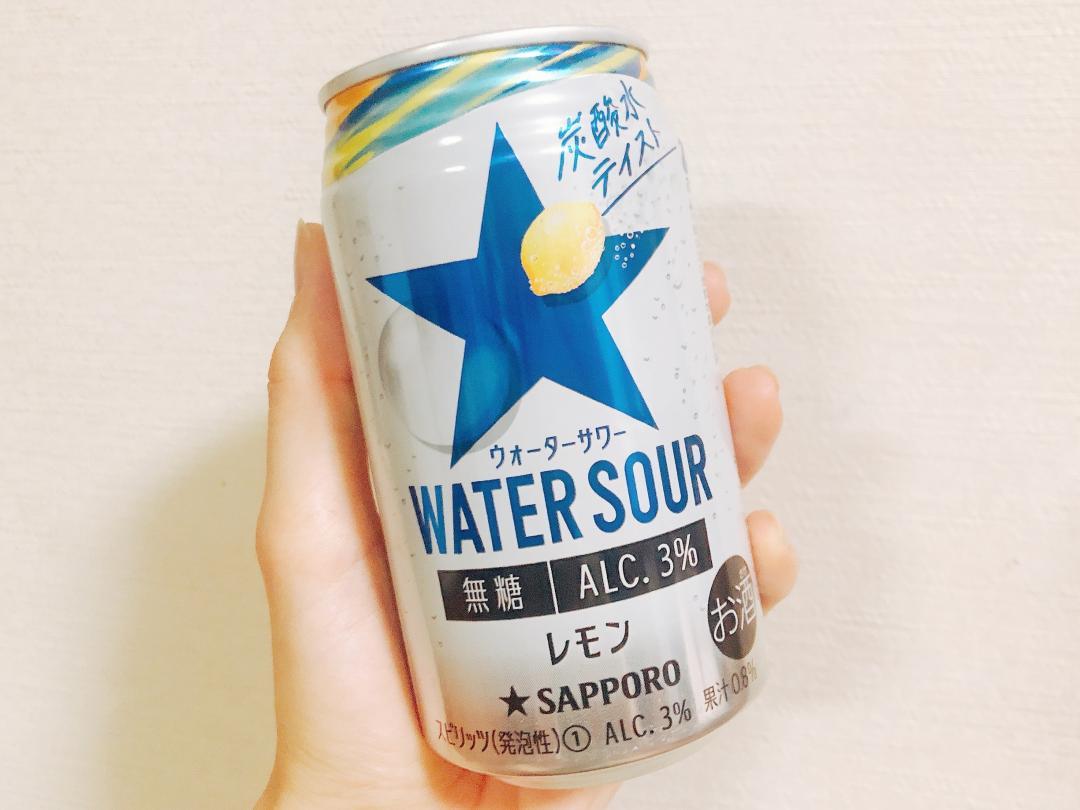 炭酸水
テイスト
ウォーターサワー
WATER SOUR
無糖 ALC. 3%
お酒
レモン
★SAPPORO
果汁0.8%
スピリッツ(発泡性)① ALC. 3%